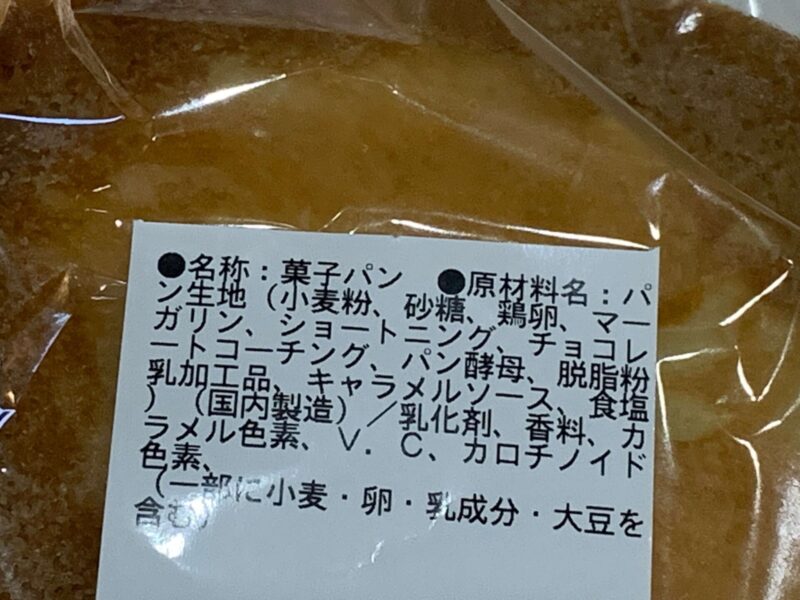 ●名称：菓子パン　●原材料名：パ
ン生地（小麦粉、砂糖、鶏卵、マー
ガリン、ショートニング、チョコレ
ートコーチング、パン酵母、脱脂粉
乳加工品、キャラメルソース、食塩
）（国内製造）／乳化剤、香料、カ
ラメル色素、Ｖ．Ｃ、カロチノイド
色素、
（一部に小麦・卵・乳成分・大豆を
含む）